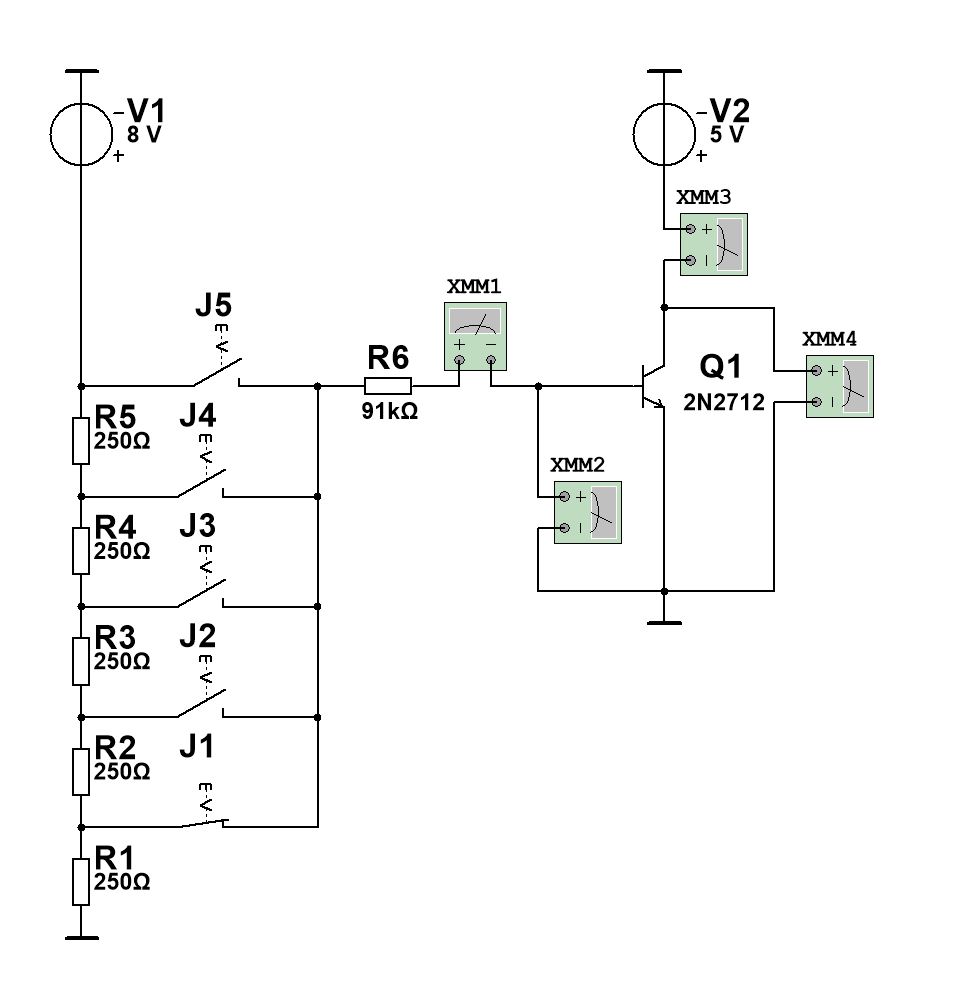 V1
8 V
V2
5 V
XMM3
+
J5
XMM1
R6
91kΩ
XMM4
Q1
2N2712
R5
250Ω
J4
XMM2
R4
250Ω
J3
R3
250Ω
J2
R2
250Ω
J1
R1
250Ω